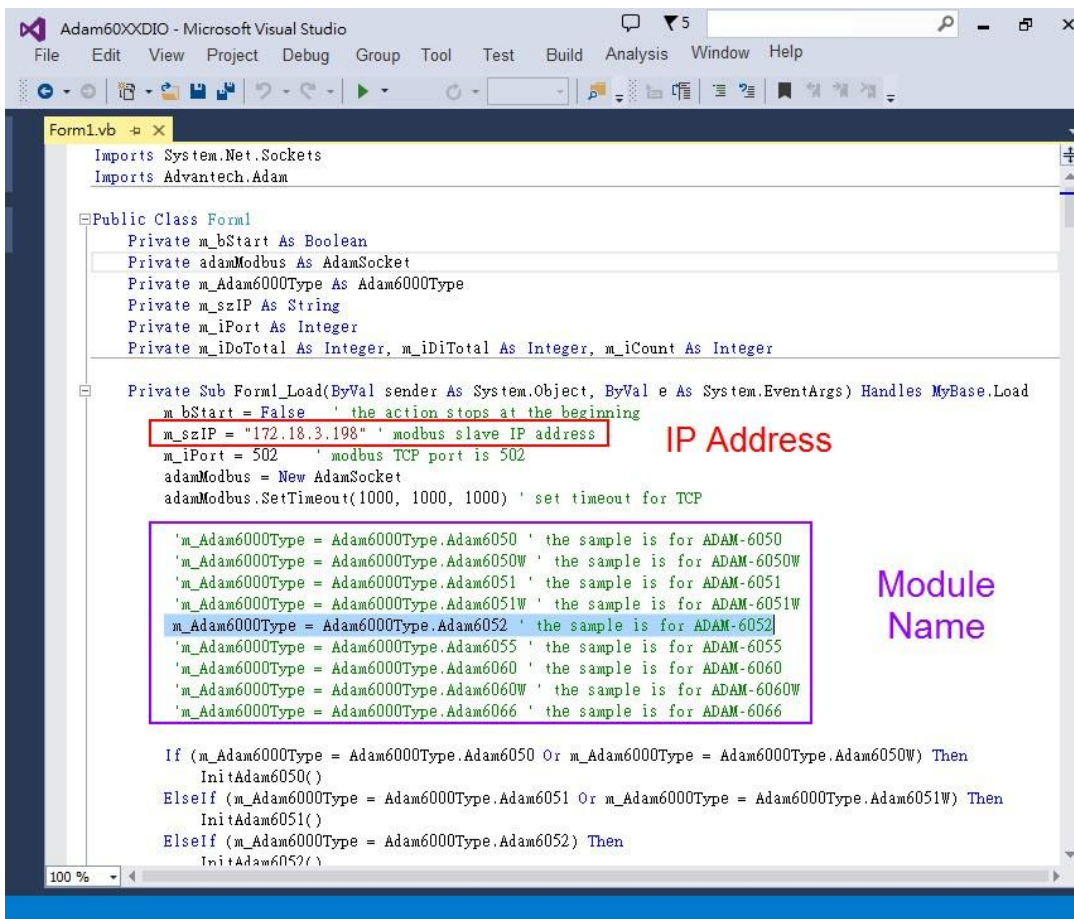 Adam60XXDIO - Microsoft Visual Studio
5
File Edit View Project Debug Group Tool Test Build Analysis Window Help
Form1.vb
Imports System.Net.Sockets
Imports Advantech.Adam
Public Class Form1
Private m_bStart As Boolean
Private adamModbus As AdamSocket
Private m_Adam6000Type As Adam6000Type
Private m_szIP As String
Private m_iPort As Integer
Private m_iDoTotal As Integer, m_iDiTotal As Integer, m_iCount As Integer
Private Sub Form1_Load(ByVal sender As System.Object, ByVal e As System.EventArgs) Handles MyBase.Load
m_bStart = False ' the action stops at the beginning
m_szIP = "172.18.3.198" ' modbus slave IP address
IP Address
m_iPort = 502 ' modbus TCP port is 502
adamModbus = New AdamSocket
adamModbus.SetTimeout(1000, 1000, 1000) ' set timeout for TCP
'm_Adam6000Type = Adam6000Type.Adam6050 ' the sample is for ADAM-6050
'm_Adam6000Type = Adam6000Type.Adam6050W ' the sample is for ADAM-6050W
'm_Adam6000Type = Adam6000Type.Adam6051 ' the sample is for ADAM-6051
'm_Adam6000Type = Adam6000Type.Adam6051W ' the sample is for ADAM-6051W
m_Adam6000Type = Adam6000Type.Adam6052 ' the sample is for ADAM-6052
'm_Adam6000Type = Adam6000Type.Adam6055 ' the sample is for ADAM-6055
'm_Adam6000Type = Adam6000Type.Adam6060 ' the sample is for ADAM-6060
'm_Adam6000Type = Adam6000Type.Adam6060W ' the sample is for ADAM-6060W
'm_Adam6000Type = Adam6000Type.Adam6066 ' the sample is for ADAM-6066
Module
Name
If (m_Adam6000Type = Adam6000Type.Adam6050 Or m_Adam6000Type = Adam6000Type.Adam6050W) Then
InitAdam6050()
ElseIf (m_Adam6000Type = Adam6000Type.Adam6051 Or m_Adam6000Type = Adam6000Type.Adam6051W) Then
InitAdam6051()
ElseIf (m_Adam6000Type = Adam6000Type.Adam6052) Then
InitAdam6052()
100 %